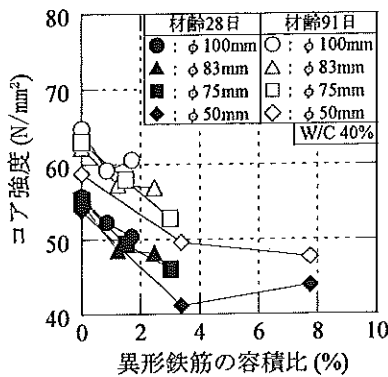 80
70
60
50
40
コア強度 (N/mm²)
材齢28日 材齢91日
●：φ100mm ○：φ100mm
▲：φ83mm △：φ83mm
■：φ75mm □：φ75mm
◆：φ50mm ◇：φ50mm
W/C 40%
0 2 4 6 8 10
異形鉄筋の容積比 (%)